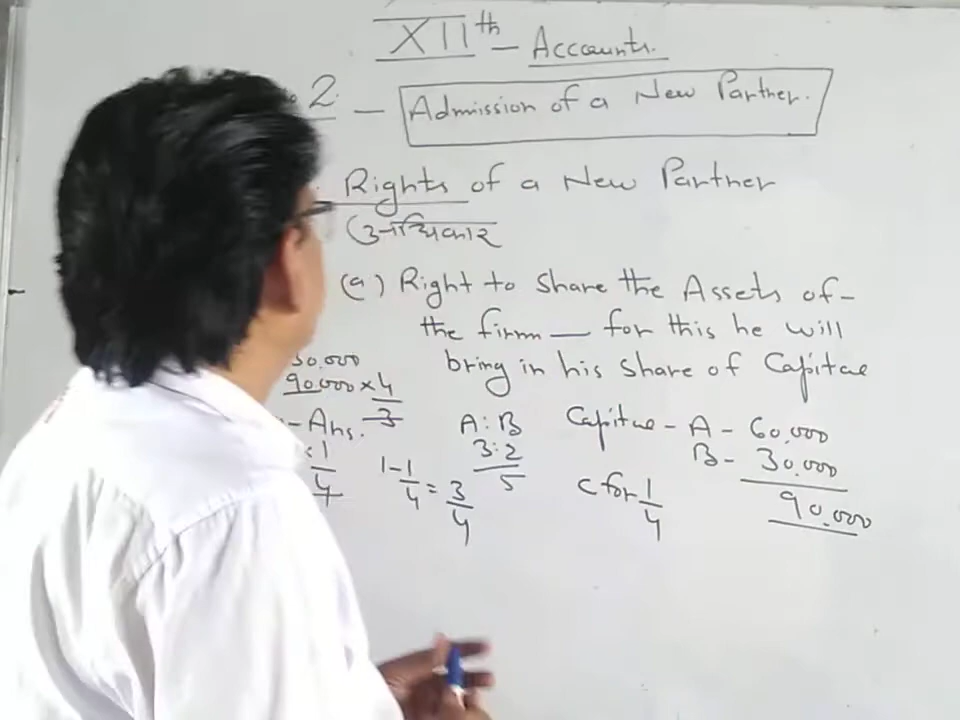 XIIth - Accounts.
2 - Admission of a New Partner.
Rights of a New Partner
(अधिकार
(a) Right to share the Assets of-
the firm — for this he will
bring in his share of Capital
30,000
90,000 × 4/3
- Ans.
× 1/4
1 - 1/4 = 3/4
A : B
3 : 2
5
Capital - A - 60,000
B - 30,000
90,000
C for 1/4